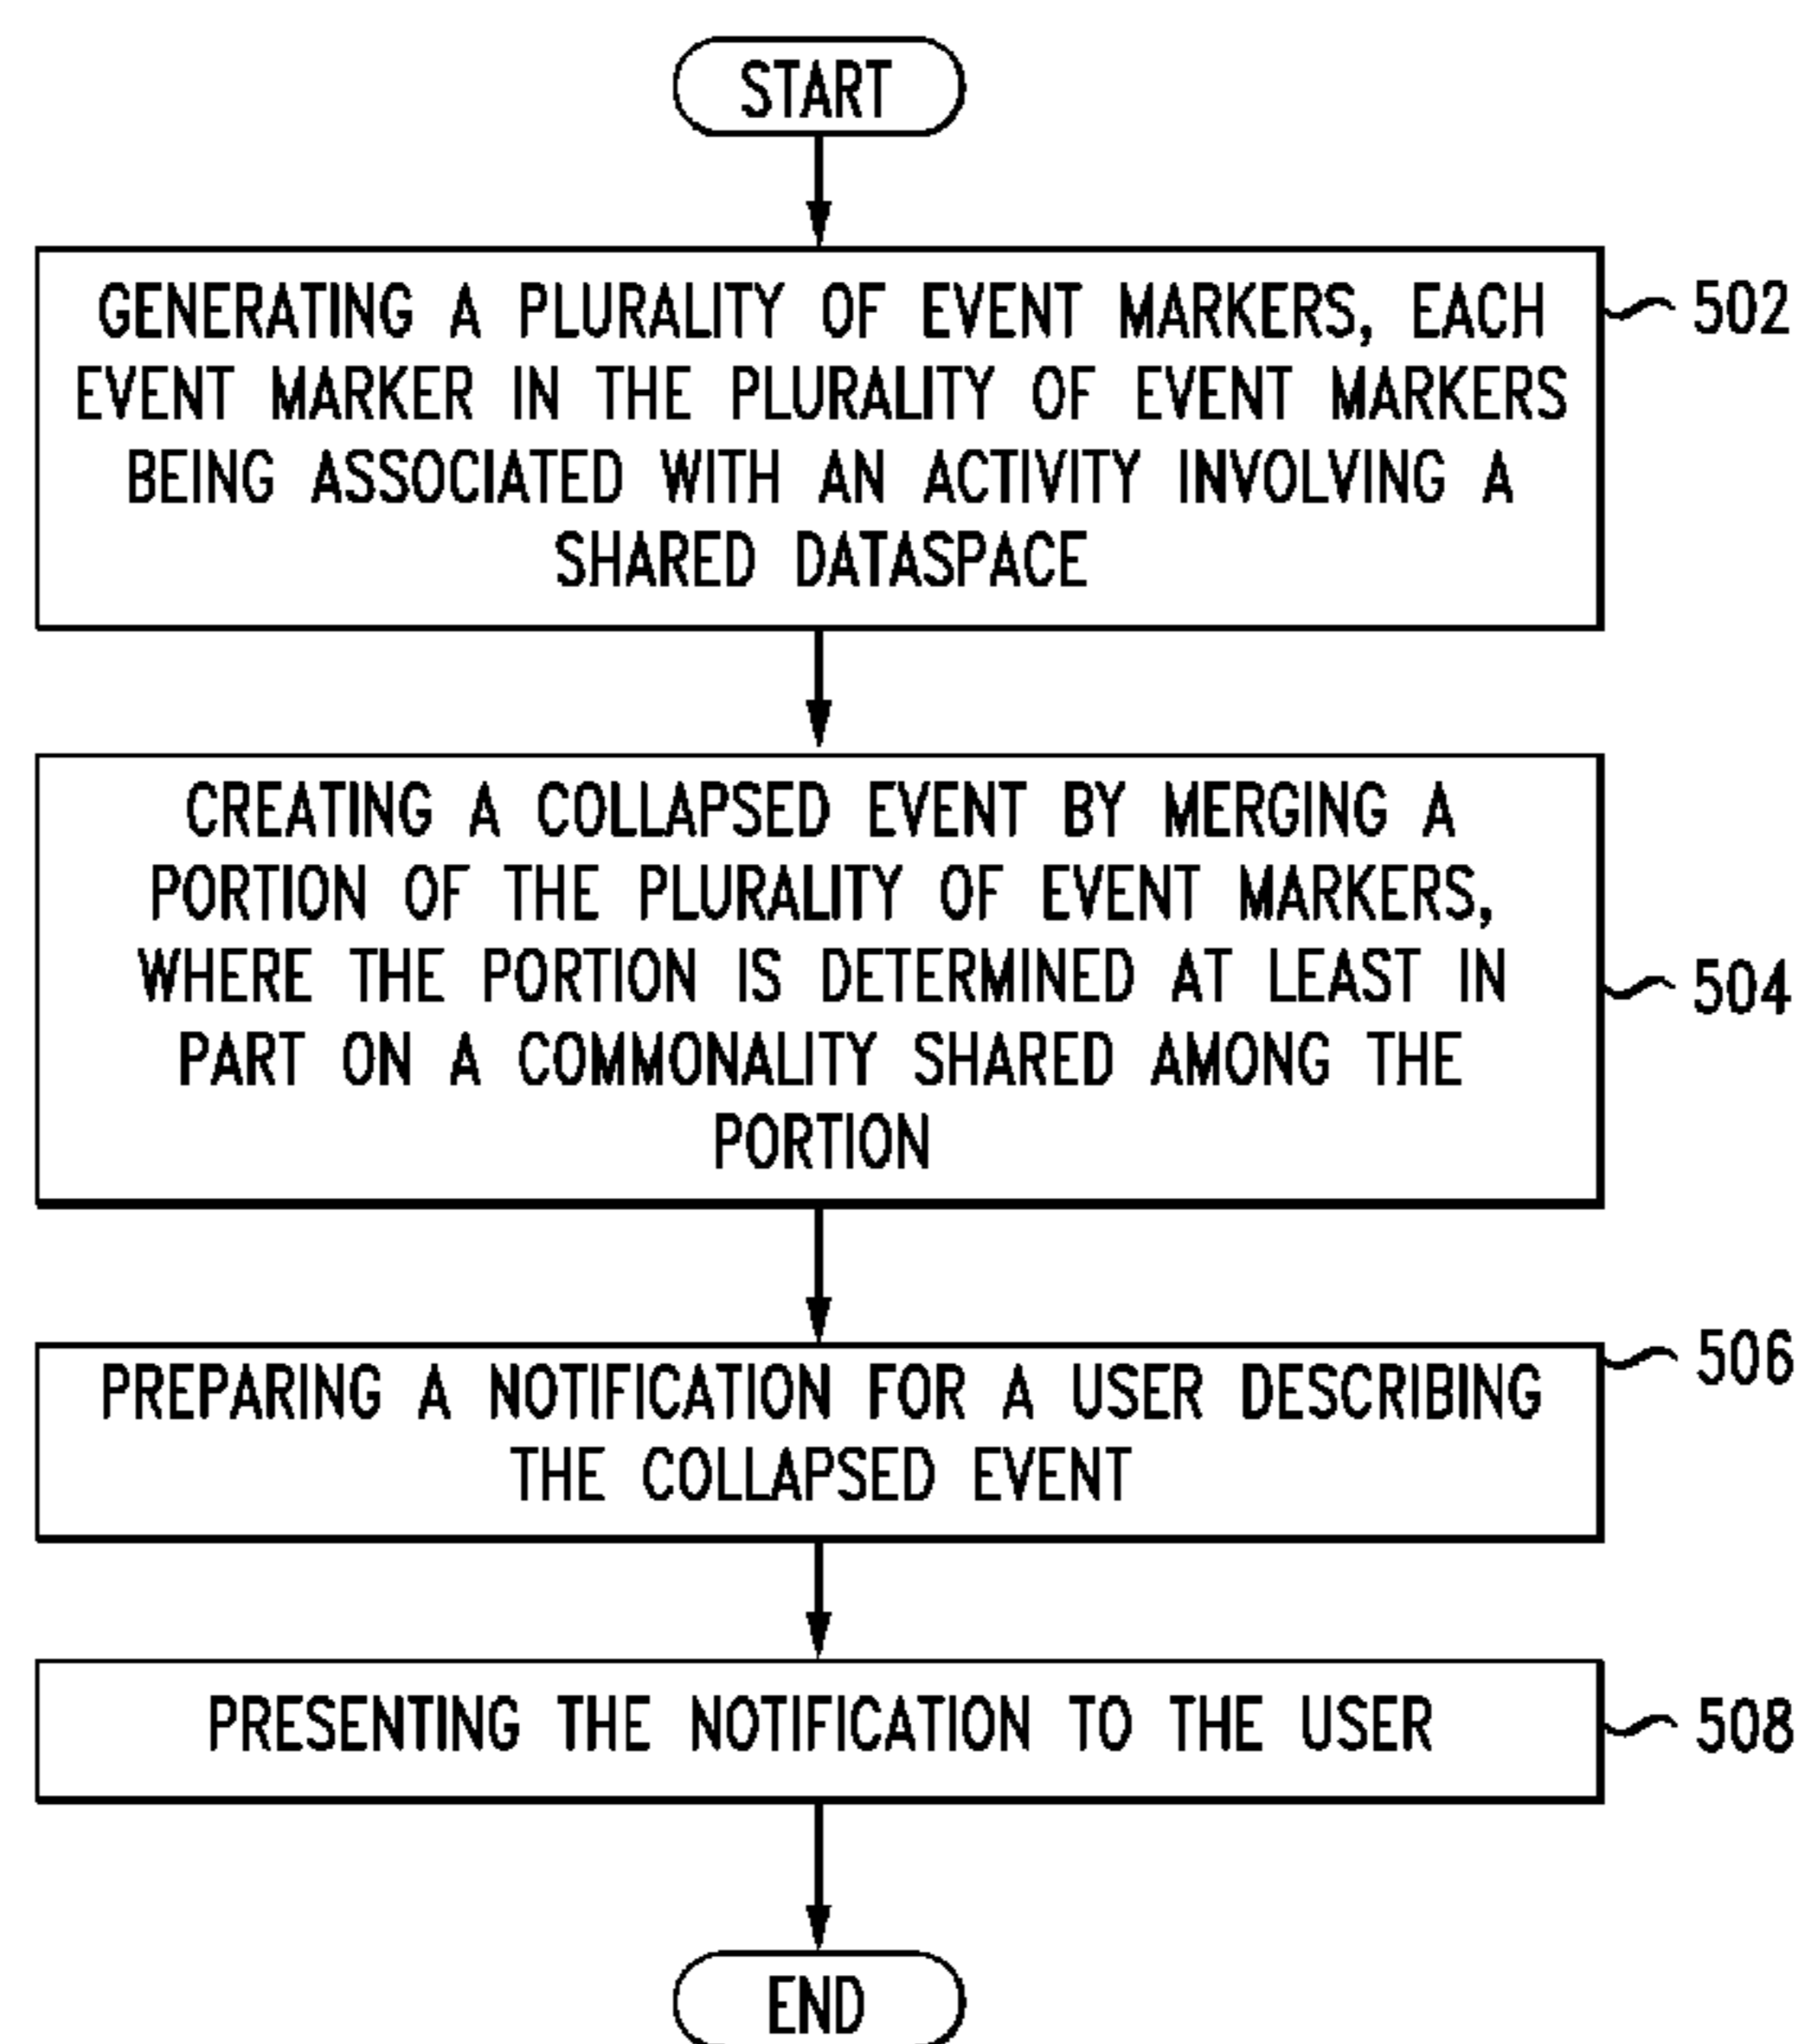 START
GENERATING A PLURALITY OF EVENT MARKERS, EACH
EVENT MARKER IN THE PLURALITY OF EVENT MARKERS
BEING ASSOCIATED WITH AN ACTIVITY INVOLVING A
SHARED DATASPACE
502
CREATING A COLLAPSED EVENT BY MERGING A
PORTION OF THE PLURALITY OF EVENT MARKERS,
WHERE THE PORTION IS DETERMINED AT LEAST IN
PART ON A COMMONALITY SHARED AMONG THE
PORTION
504
PREPARING A NOTIFICATION FOR A USER DESCRIBING
THE COLLAPSED EVENT
506
PRESENTING THE NOTIFICATION TO THE USER
508
END